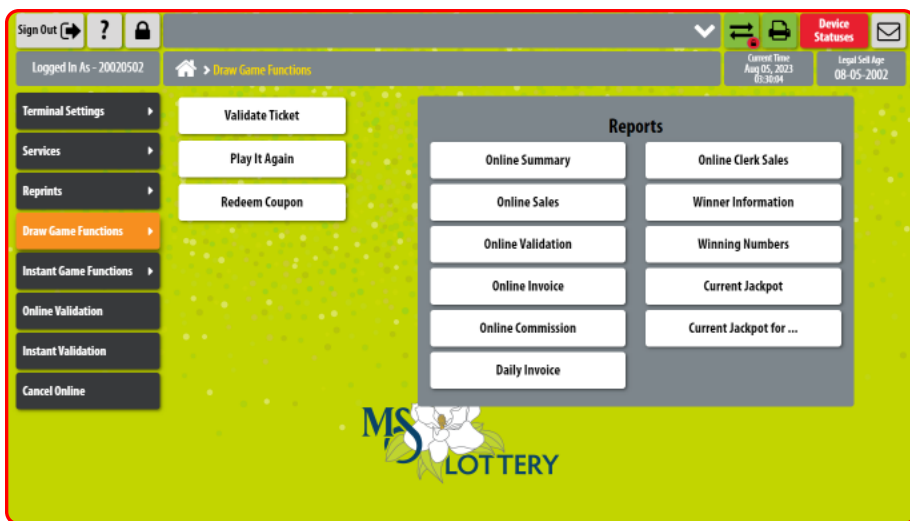 Sign Out
?
Device
Statuses
Logged In As - 20020502
> Draw Game Functions
Current Time
Aug 05, 2023
03:30:04
Legal Sell Age
08-05-2002
Terminal Settings
Services
Reprints
Draw Game Functions
Instant Game Functions
Online Validation
Instant Validation
Cancel Online
Validate Ticket
Play It Again
Redeem Coupon
Reports
Online Summary
Online Clerk Sales
Online Sales
Winner Information
Online Validation
Winning Numbers
Online Invoice
Current Jackpot
Online Commission
Current Jackpot for ...
Daily Invoice
MS
LOTTERY